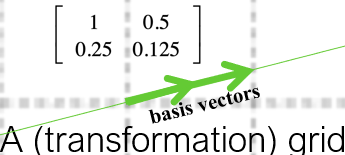 1 0.5
0.25 0.125
basis vectors
A (transformation) grid